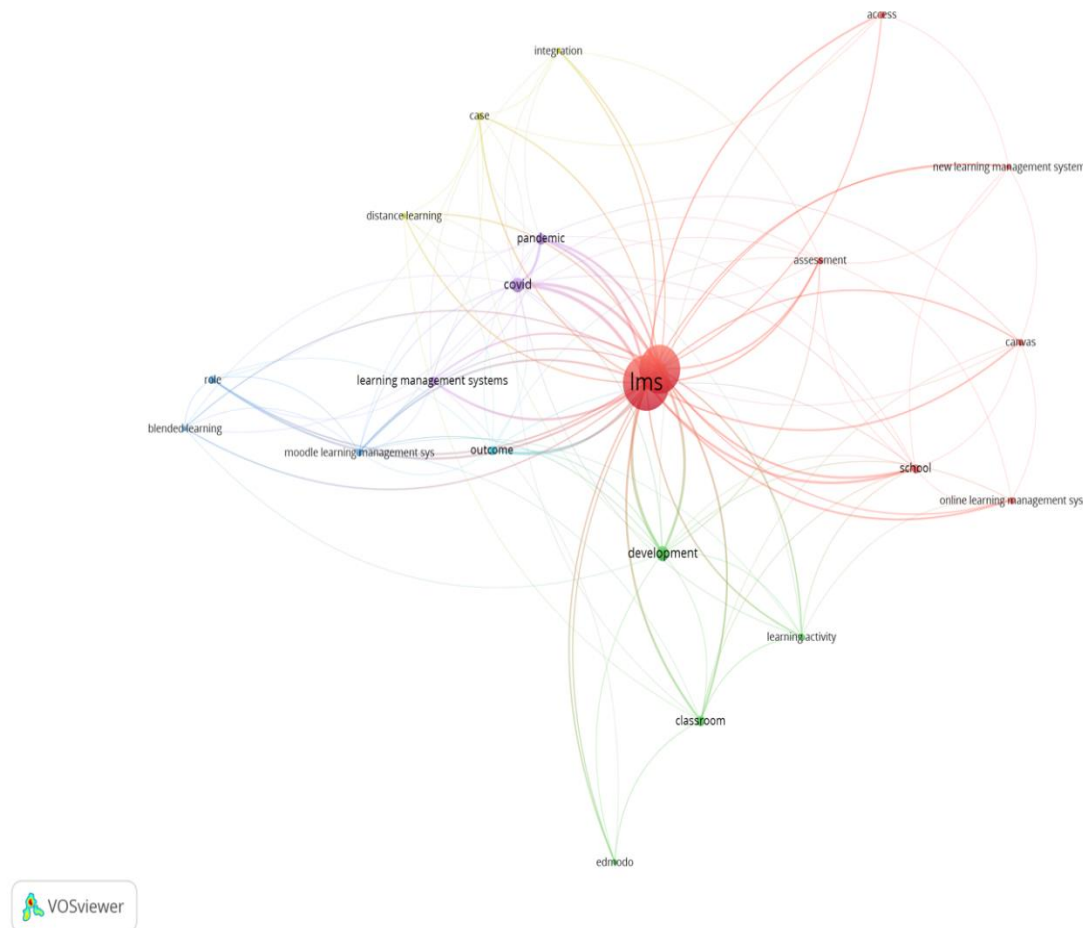 access
integration
case
new learning management system
distance learning
pandemic
assessment
covid
canvas
lms
role
learning management systems
blended learning
moodle learning management sys
outcome
school
online learning management sys
development
learning activity
classroom
edmodo
VOSviewer